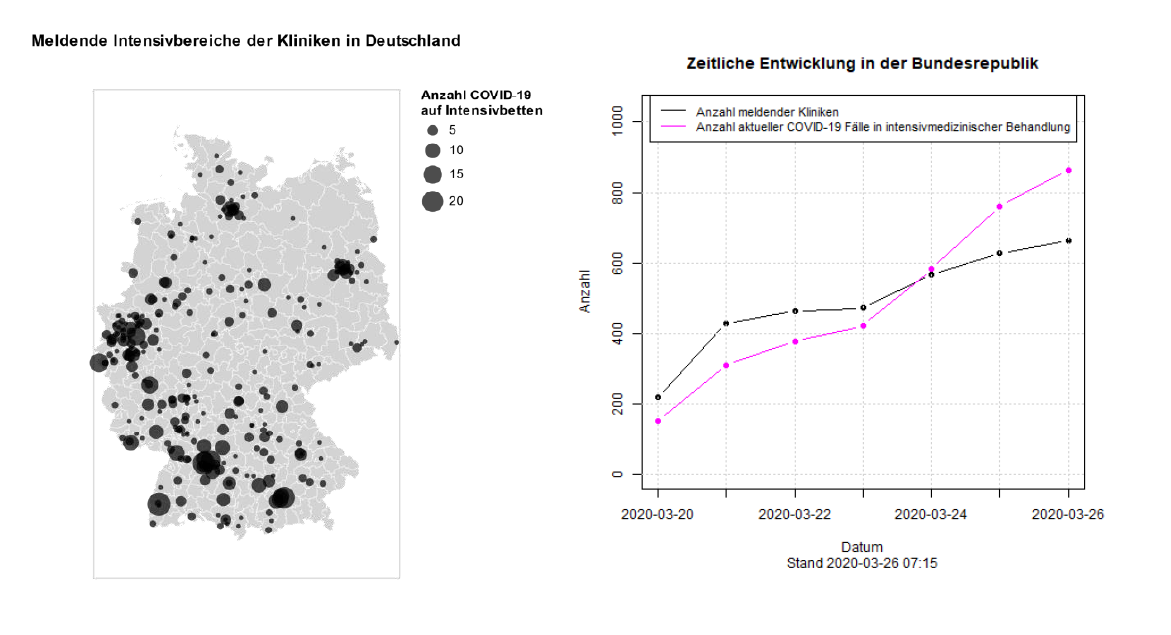 Meldende Intensivbereiche der Kliniken in Deutschland
Anzahl COVID-19
auf Intensivbetten
5
10
15
20
Zeitliche Entwicklung in der Bundesrepublik
Anzahl meldender Kliniken
Anzahl aktueller COVID-19 Fälle in intensivmedizinischer Behandlung
1000
800
600
400
200
0
Anzahl
2020-03-20
2020-03-22
2020-03-24
2020-03-26
Datum
Stand 2020-03-26 07:15